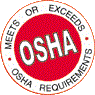 MEETS OR EXCEEDS
OSHA
OSHA REQUIREMENTS